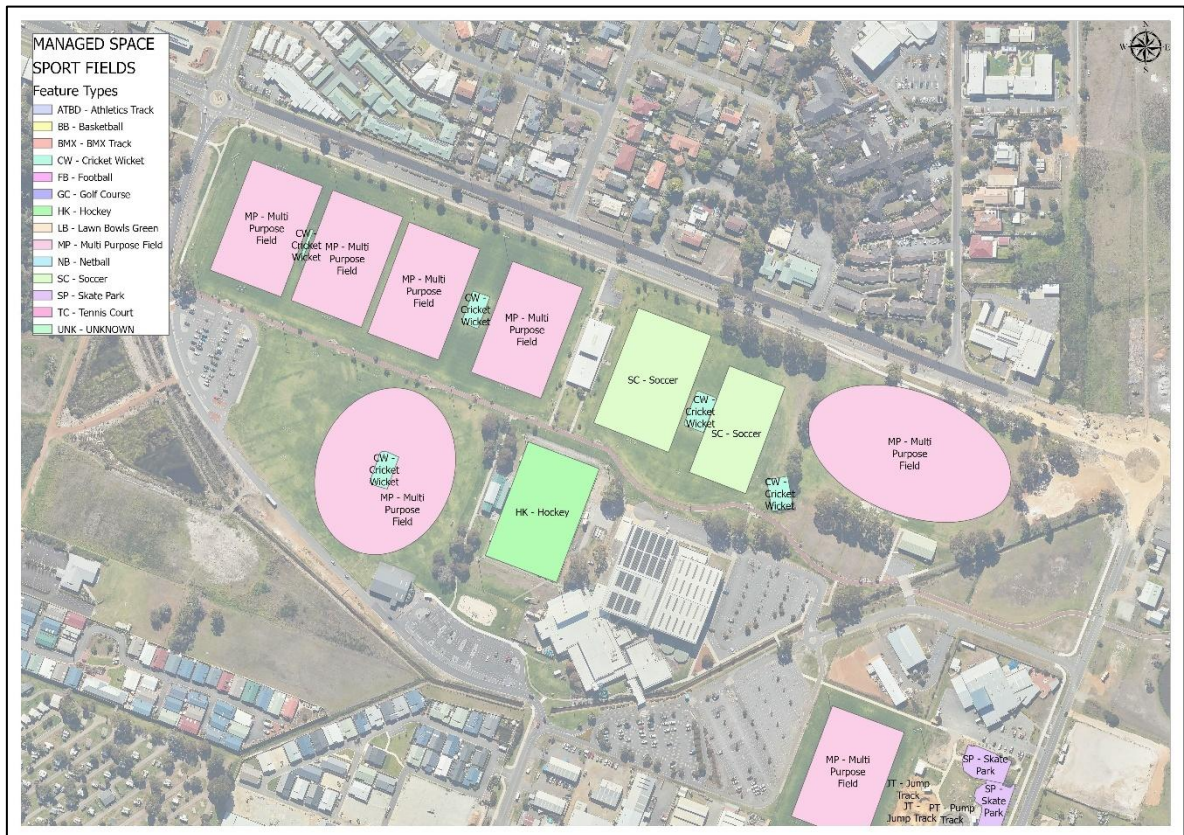 MANAGED SPACE
SPORT FIELDS
Feature Types
ATBD - Athletics Track
BB - Basketball
BMX - BMX Track
CW - Cricket Wicket
FB - Football
GC - Golf Course
HK - Hockey
LB - Lawn Bowls Green
MP - Multi Purpose Field
NB - Netball
SC - Soccer
SP - Skate Park
TC - Tennis Court
UNK - UNKNOWN
N
W
E
S
MP - Multi
Purpose
Field
CW -
Cricket
Wicket
MP - Multi
Purpose
Field
MP - Multi
Purpose
Field
CW -
Cricket
Wicket
MP - Multi
Purpose
Field
SC - Soccer
CW -
Cricket
Wicket
SC - Soccer
MP - Multi
Purpose
Field
CW -
Cricket
Wicket
MP - Multi
Purpose
Field
HK - Hockey
CW -
Cricket
Wicket
MP - Multi
Purpose
Field
SP - Skate
Park
SP -
Skate
Park
JT - Jump
Track
JT -
Jump Track
PT - Pump
Track